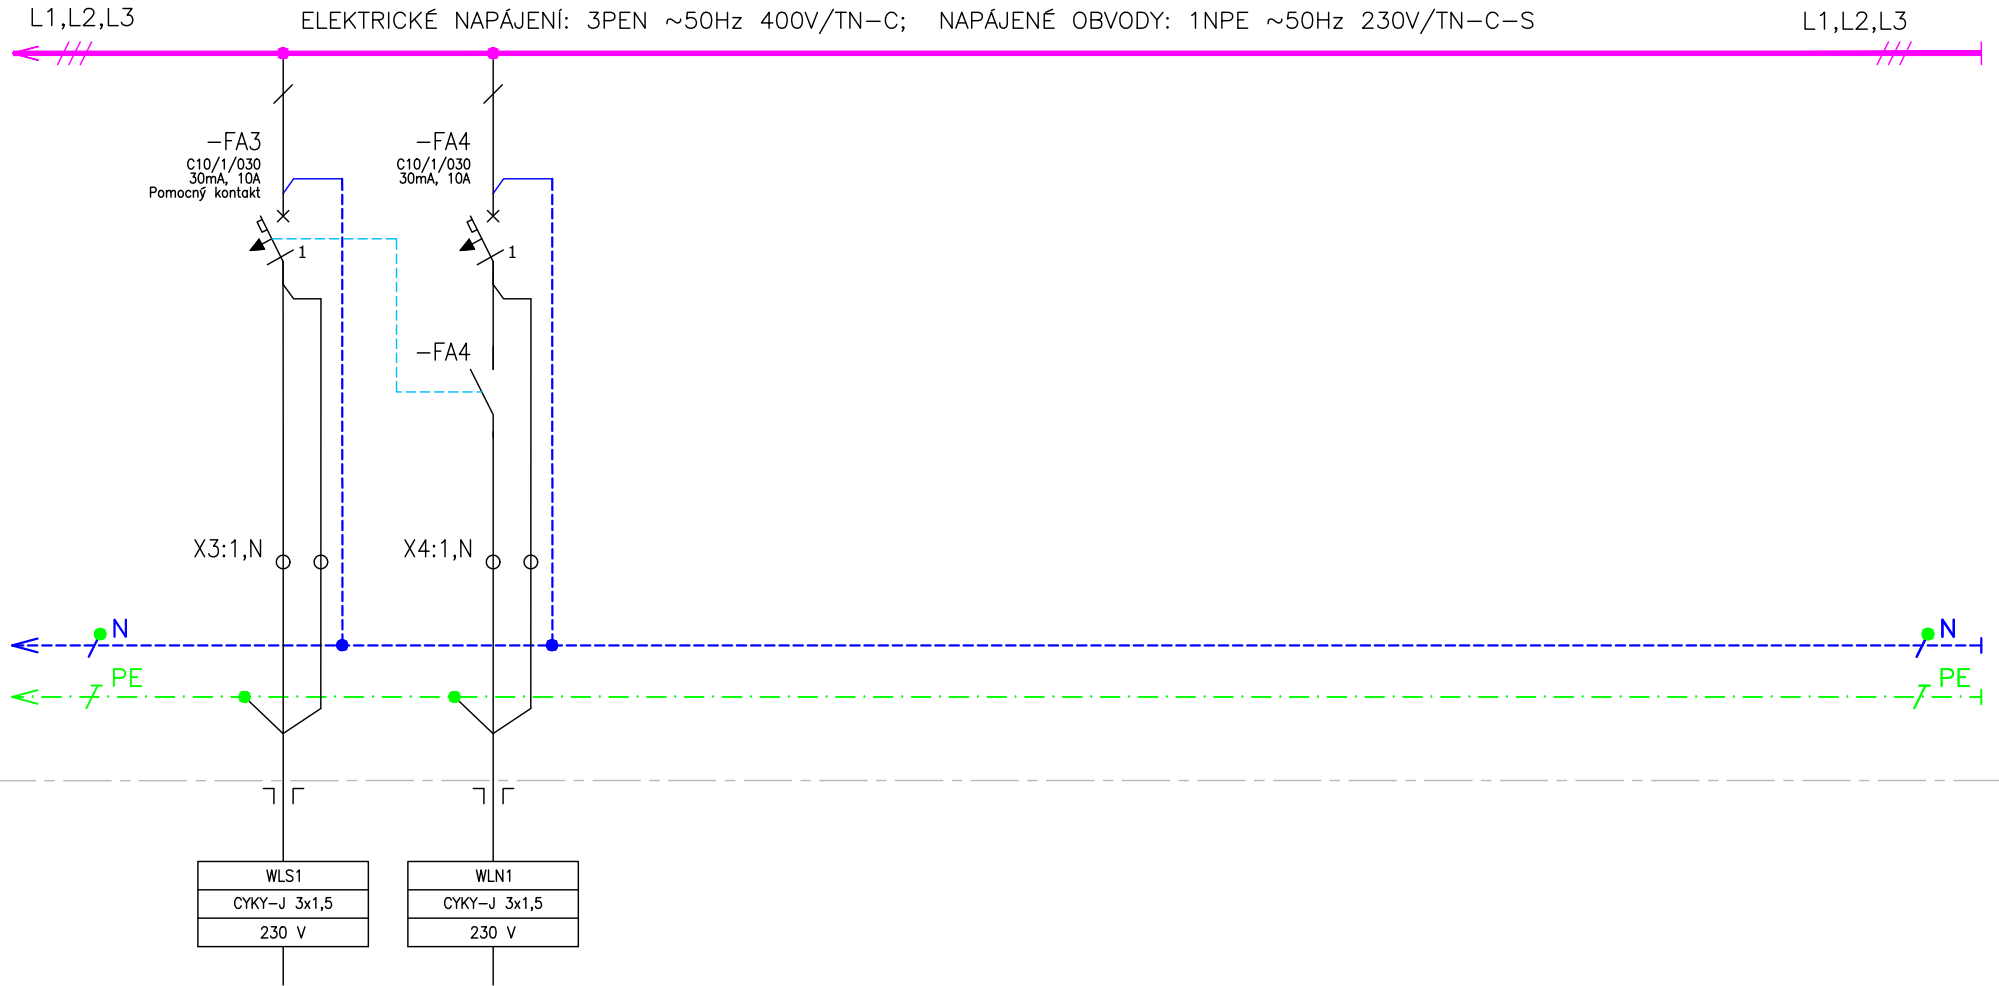 L1,L2,L3
ELEKTRICKÉ NAPÁJENÍ: 3PEN ~50Hz 400V/TN-C; NAPÁJENÉ OBVODY: 1NPE ~50Hz 230V/TN-C-S
L1,L2,L3
-FA3
C10/1/030
30mA, 10A
Pomocný kontakt
1
-FA4
C10/1/030
30mA, 10A
1
-FA4
X3:1,N
X4:1,N
N
N
PE
PE
WLS1
CYKY-J 3x1,5
230 V
WLN1
CYKY-J 3x1,5
230 V